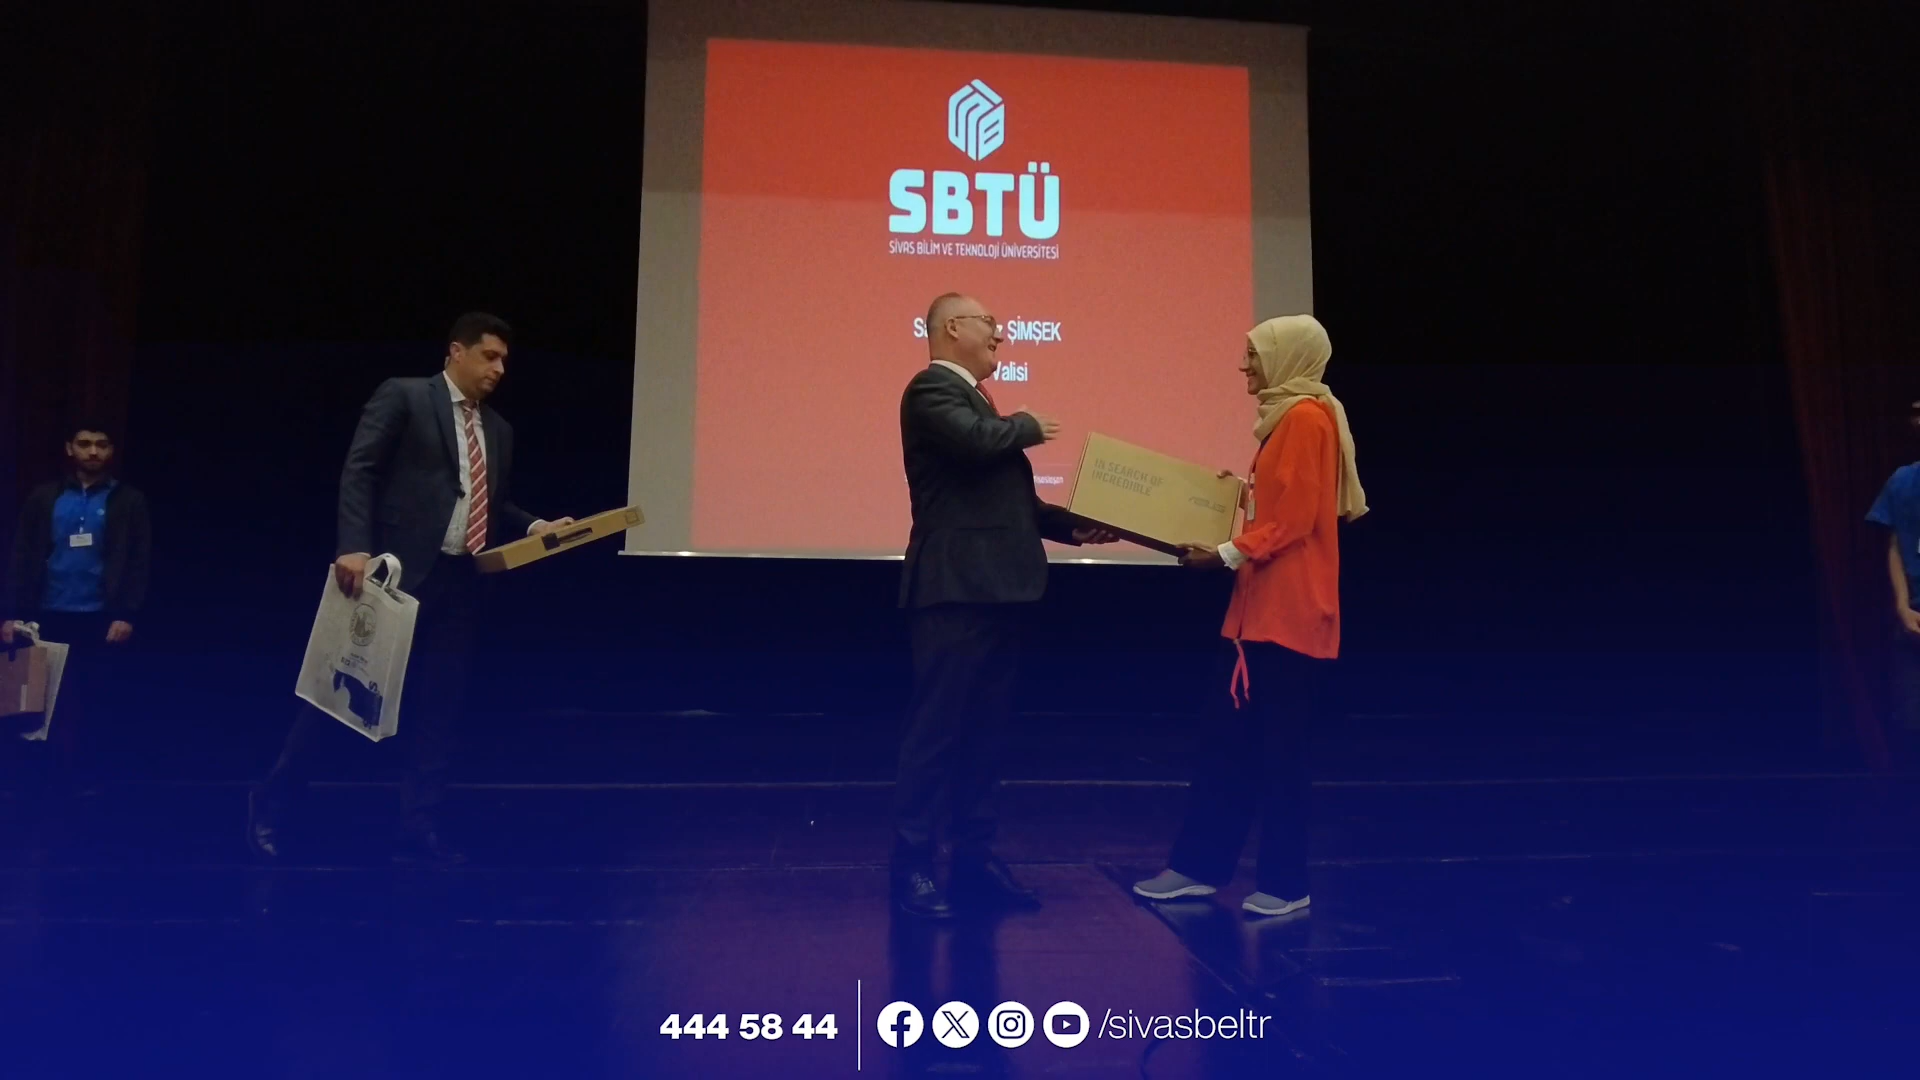 SBTÜ
SİVAS BİLİM VE TEKNOLOJİ ÜNİVERSİTESİ
ŞİMŞEK
Valisi
IN SEARCH OF
INCREDIBLE
444 58 44
/sivasbeltr